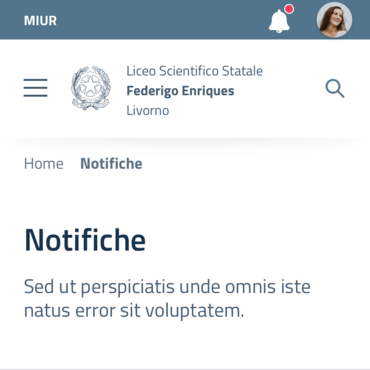 MIUR
Liceo Scientifico Statale
Federigo Enriques
Livorno
Home Notifiche
Notifiche
Sed ut perspiciatis unde omnis iste
natus error sit voluptatem.